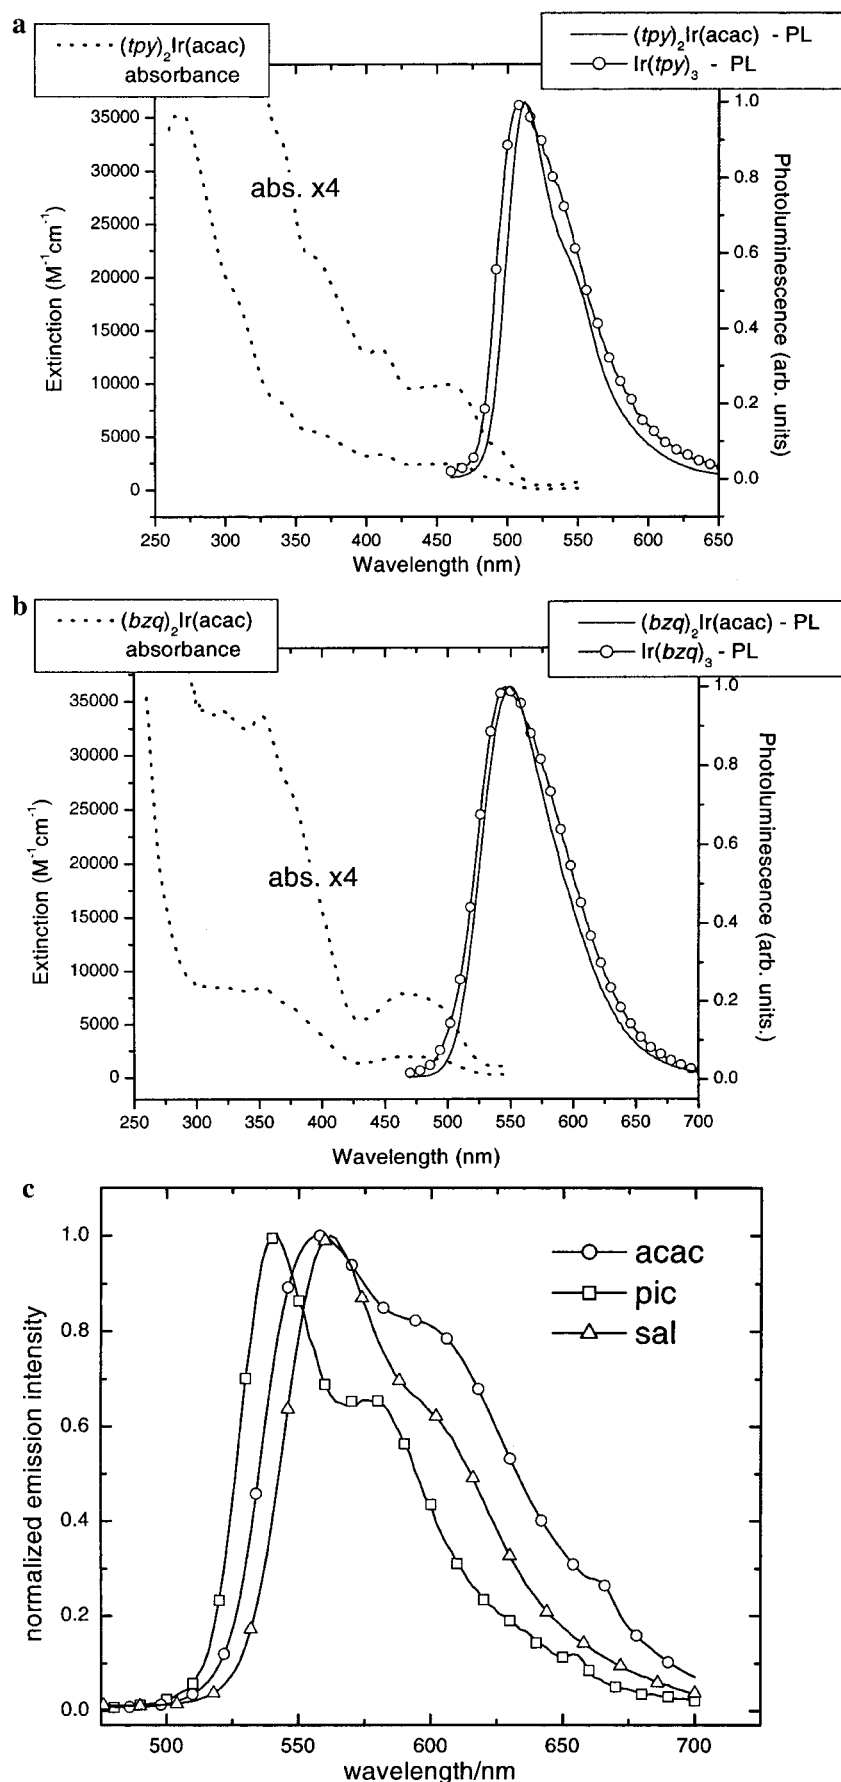 a
(tpy)2Ir(acac)
absorbance
(tpy)2Ir(acac) - PL
Ir(tpy)3 - PL
abs. x4
35000
30000
25000
20000
15000
10000
5000
0
Extinction (M-1cm-1)
1.0
0.8
0.6
0.4
0.2
0.0
Photoluminescence (arb. units)
250 300 350 400 450 500 550 600 650
Wavelength (nm)
b
(bzq)2Ir(acac)
absorbance
(bzq)2Ir(acac) - PL
Ir(bzq)3 - PL
abs. x4
35000
30000
25000
20000
15000
10000
5000
0
Extinction (M-1cm-1)
1.0
0.8
0.6
0.4
0.2
0.0
Photoluminescence (arb. units.)
250 300 350 400 450 500 550 600 650 700
Wavelength (nm)
c
acac
pic
sal
1.0
0.8
0.6
0.4
0.2
0.0
normalized emission intensity
500 550 600 650 700
wavelength/nm